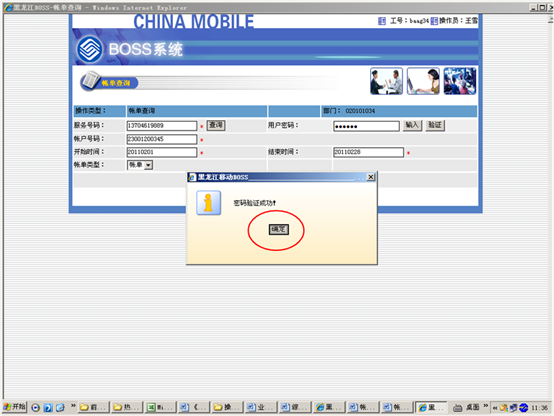 黑龙江BOSS-帐单查询 - Windows Internet Explorer
CHINA MOBILE
工号：baag34 操作员：王雪
BOSS系统
帐单查询
操作类型： 帐单查询 部门： 020101034
服务号码： 13704619889 * 查询 用户密码： ●●●●●● 输入 验证
帐户号码： 23001200345 *
开始时间： 20110201 * 结束时间： 20110228 *
帐单类型： 帐单
黑龙江移动BOSS
密码验证成功!
确定
开始 前... 热... Mi... 《... 操... 业... 综... 黑... 帐... 帐... 黑... 桌面 » « 11:36